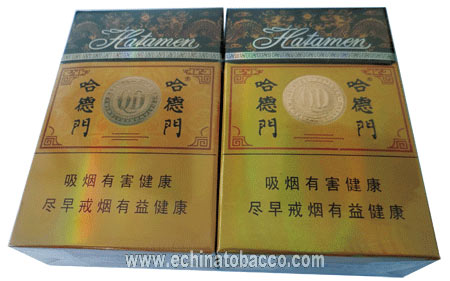 Hatamen
哈德門
哈德門
吸烟有害健康
尽早戒烟有益健康
Hatamen
哈德門
哈德門
吸烟有害健康
尽早戒烟有益健康
www.echinatobacco.com